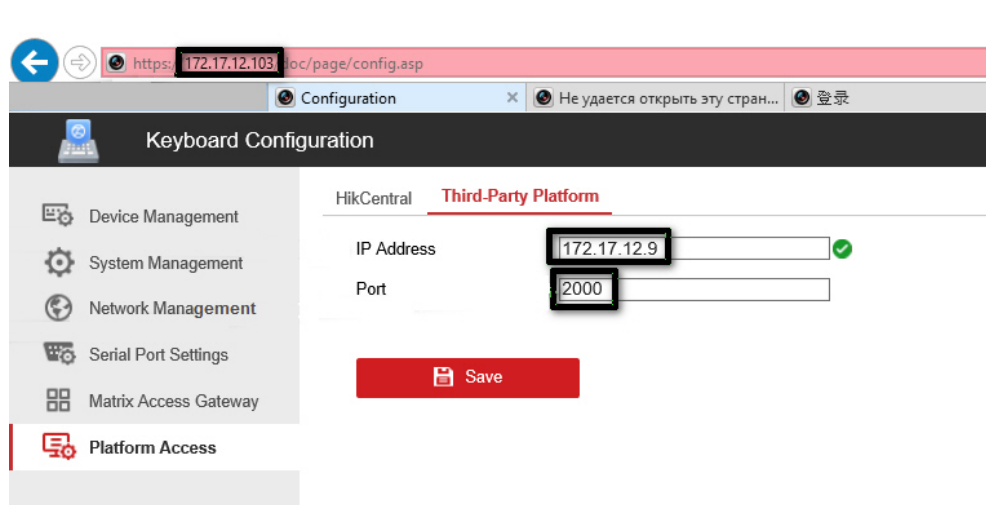 https://172.17.12.103/doc/page/config.asp
Configuration
Не удается открыть эту стран...
登录
Keyboard Configuration
HikCentral
Third-Party Platform
Device Management
IP Address
172.17.12.9
System Management
Port
2000
Network Management
Serial Port Settings
Save
Matrix Access Gateway
Platform Access